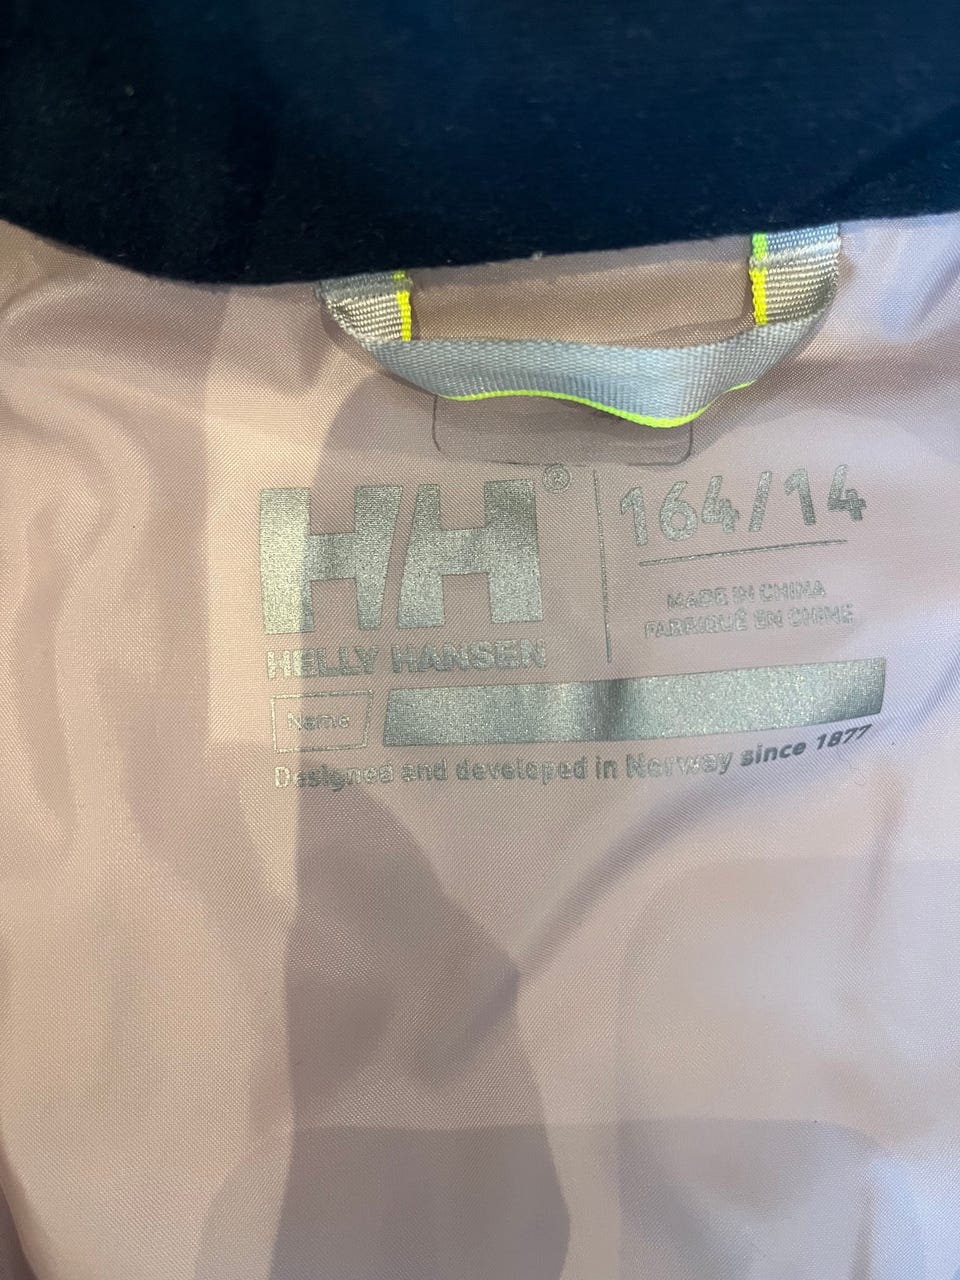 HH®
HELLY HANSEN
164/14
MADE IN CHINA
FABRIQUÉ EN CHINE
Name
Designed and developed in Norway since 1877